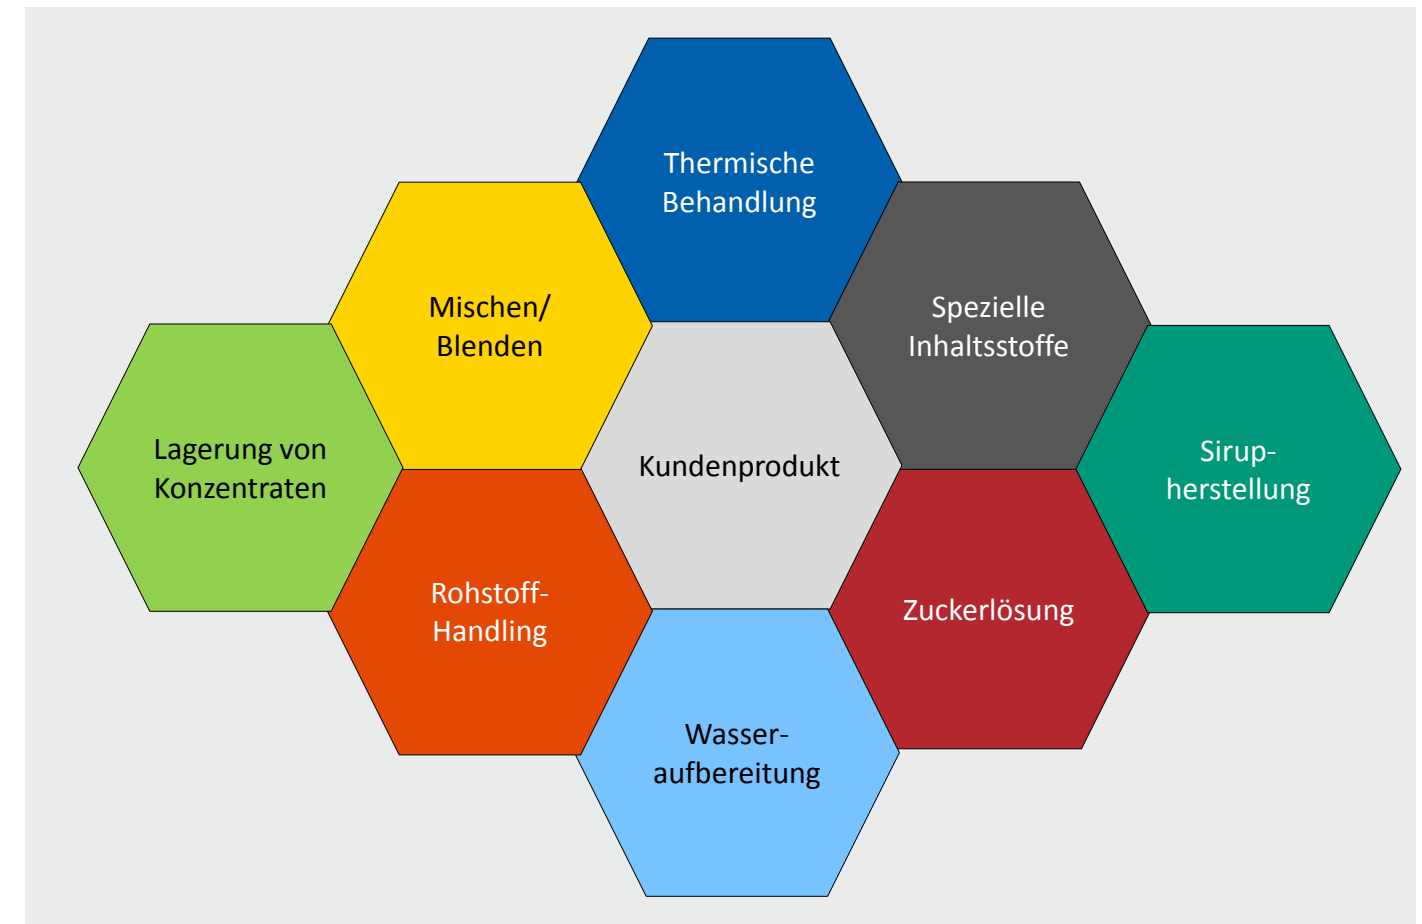 Thermische
Behandlung
Mischen/
Blenden
Spezielle
Inhaltsstoffe
Lagerung von
Konzentraten
Kundenprodukt
Sirup-
herstellung
Rohstoff-
Handling
Zuckerlösung
Wasser-
aufbereitung